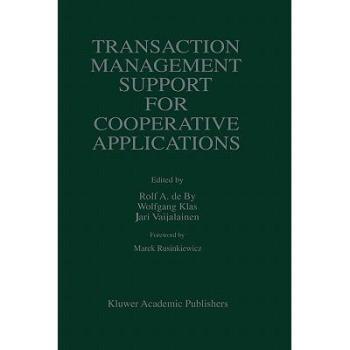 TRANSACTION
MANAGEMENT
SUPPORT
FOR
COOPERATIVE
APPLICATIONS
Edited by
Rolf A. de By
Wolfgang Klas
Jari Vaijalainen
Foreword by
Marek Rusinkiewicz
Kluwer Academic Publishers